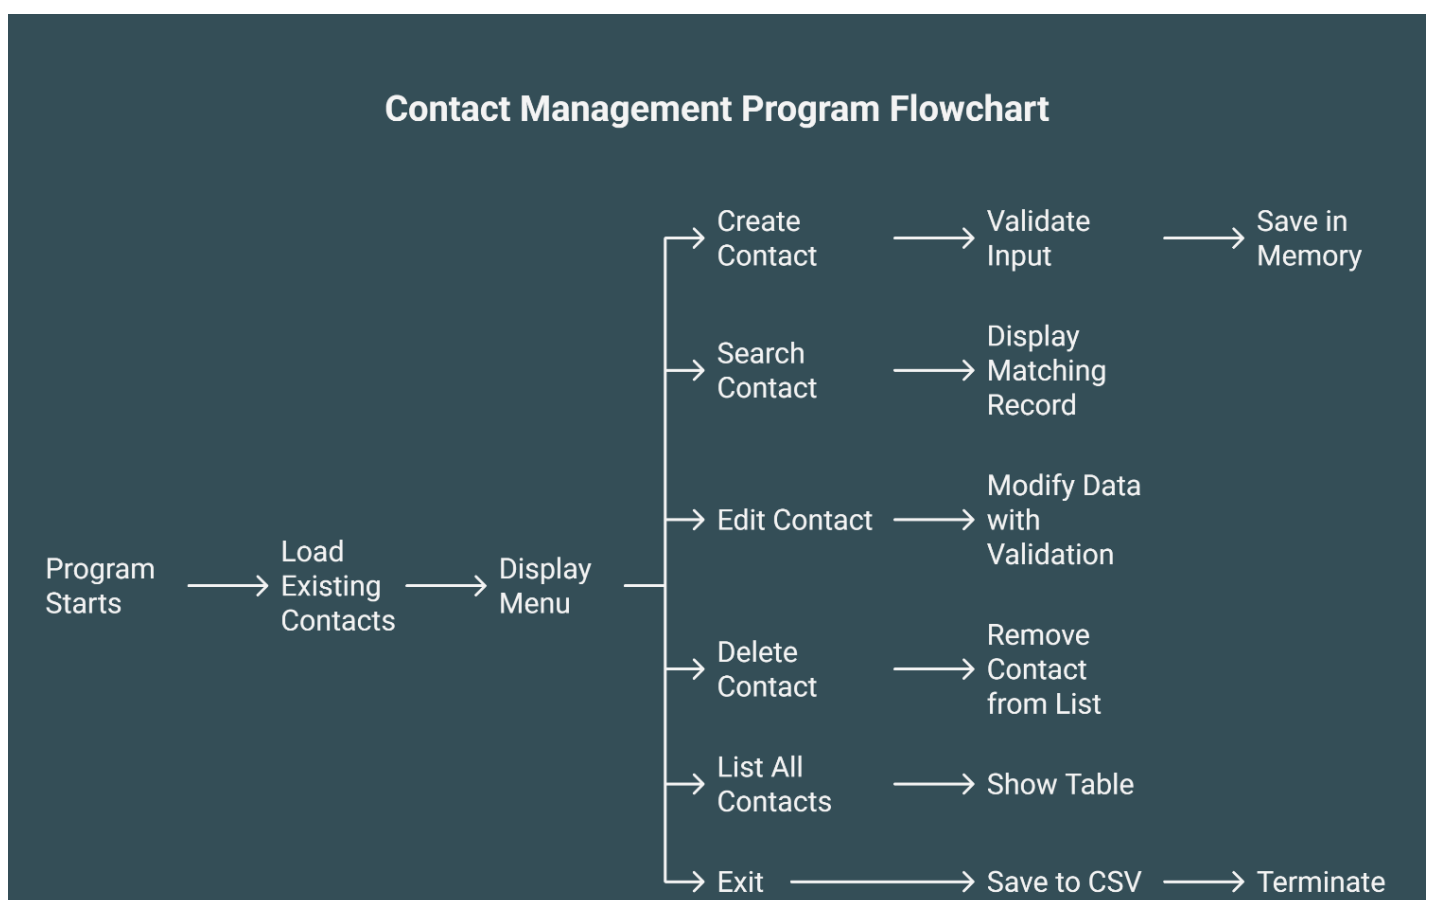 Contact Management Program Flowchart
Program
Starts
Load
Existing
Contacts
Display
Menu
Create
Contact
Validate
Input
Save in
Memory
Search
Contact
Display
Matching
Record
Edit Contact
Modify Data
with
Validation
Delete
Contact
Remove
Contact
from List
List All
Contacts
Show Table
Exit
Save to CSV
Terminate